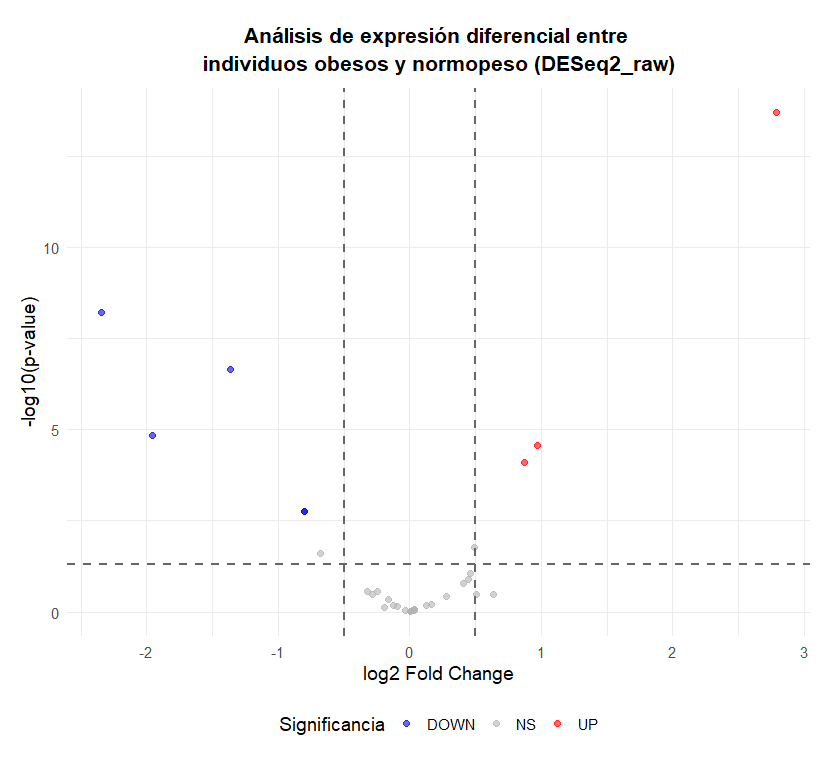 Análisis de expresión diferencial entre
individuos obesos y normopeso (DESeq2_raw)
-log10(p-value)
10
5
0
-2 -1 0 1 2 3
log2 Fold Change
Significancia DOWN NS UP